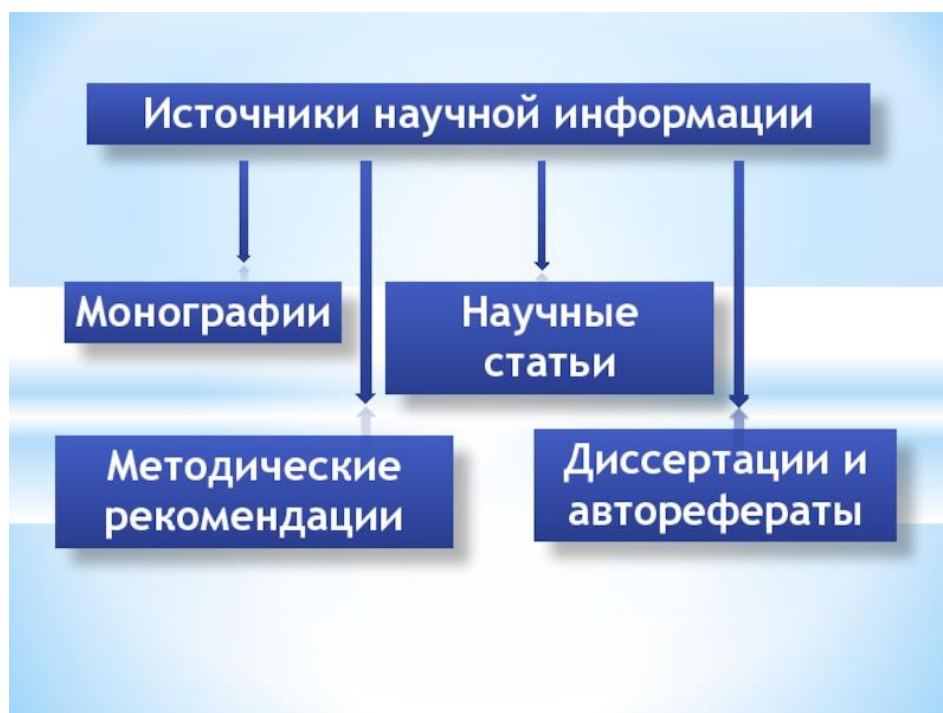 Источники научной информации
Монографии
Научные
статьи
Методические
рекомендации
Диссертации и
авторефераты